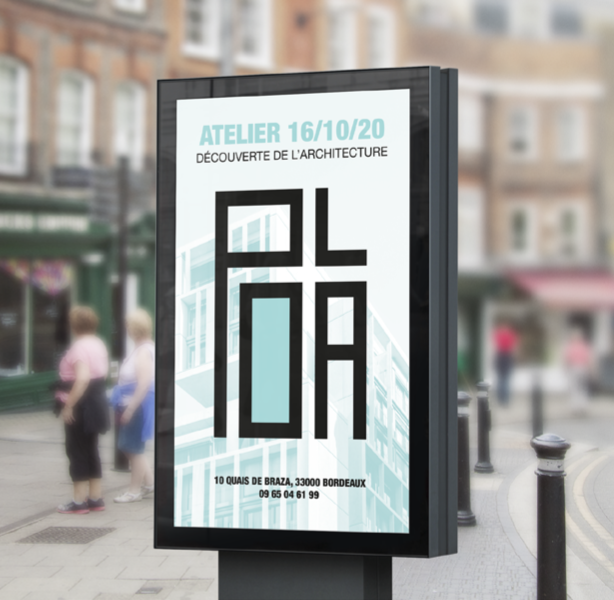 ATELIER 16/10/20
DÉCOUVERTE DE L'ARCHITECTURE
PL
OA
10 QUAIS DE BRAZA, 33000 BORDEAUX
09 65 04 61 99